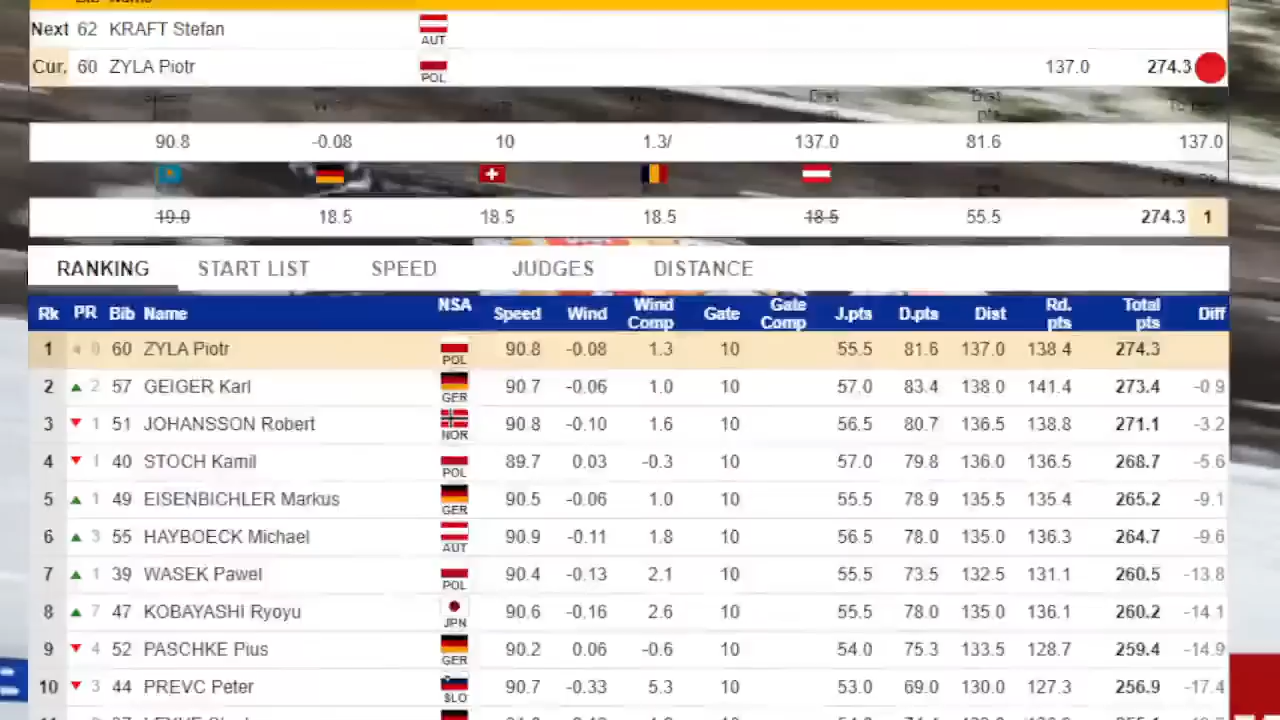 Next 62 KRAFT Stefan AUT
Cur. 60 ZYLA Piotr POL 137.0 274.3
Dist Dist
90.8 -0.08 10 1.3/ 137.0 81.6 137.0
19.0 18.5 18.5 18.5 18.5 55.5 274.3 1
RANKING START LIST SPEED JUDGES DISTANCE
Rk PR Bib Name NSA Speed Wind Wind Comp Gate Gate Comp J.pts D.pts Dist Rd. pts Total pts Diff
1 0 60 ZYLA Piotr POL 90.8 -0.08 1.3 10 55.5 81.6 137.0 138.4 274.3
2 2 57 GEIGER Karl GER 90.7 -0.06 1.0 10 57.0 83.4 138.0 141.4 273.4 -0.9
3 1 51 JOHANSSON Robert NOR 90.8 -0.10 1.6 10 56.5 80.7 136.5 138.8 271.1 -3.2
4 1 40 STOCH Kamil POL 89.7 0.03 -0.3 10 57.0 79.8 136.0 136.5 268.7 -5.6
5 1 49 EISENBICHLER Markus GER 90.5 -0.06 1.0 10 55.5 78.9 135.5 135.4 265.2 -9.1
6 3 55 HAYBOECK Michael AUT 90.9 -0.11 1.8 10 56.5 78.0 135.0 136.3 264.7 -9.6
7 1 39 WASEK Pawel POL 90.4 -0.13 2.1 10 55.5 73.5 132.5 131.1 260.5 -13.8
8 7 47 KOBAYASHI Ryoyu JPN 90.6 -0.16 2.6 10 55.5 78.0 135.0 136.1 260.2 -14.1
9 4 52 PASCHKE Pius GER 90.2 0.06 -0.6 10 54.0 75.3 133.5 128.7 259.4 -14.9
10 3 44 PREVC Peter SLO 90.7 -0.33 5.3 10 53.0 69.0 130.0 127.3 256.9 -17.4